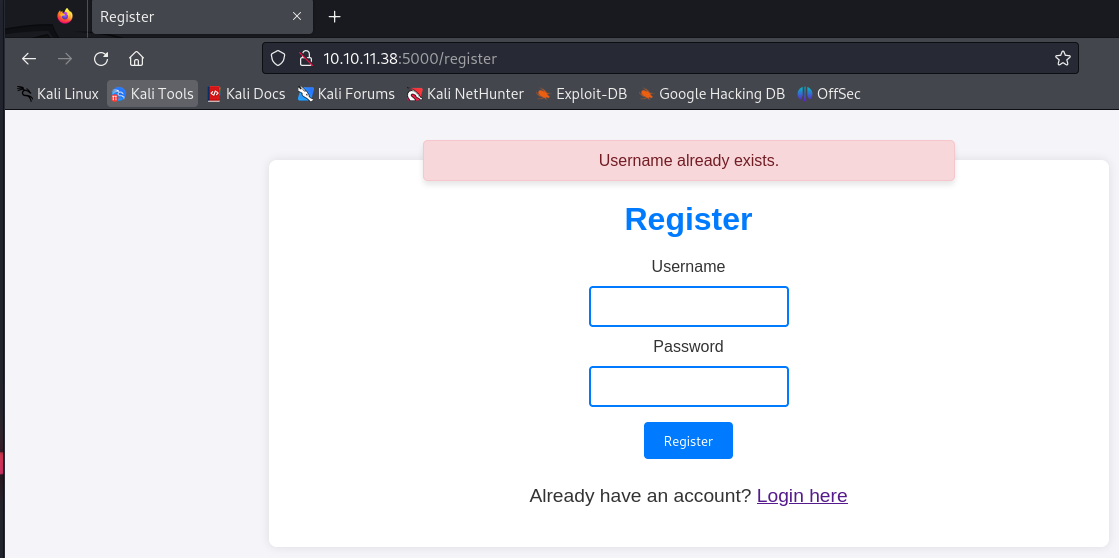 Register
10.10.11.38:5000/register
Kali Linux Kali Tools Kali Docs Kali Forums Kali NetHunter Exploit-DB Google Hacking DB OffSec
Username already exists.
Register
Username
Password
Register
Already have an account? Login here